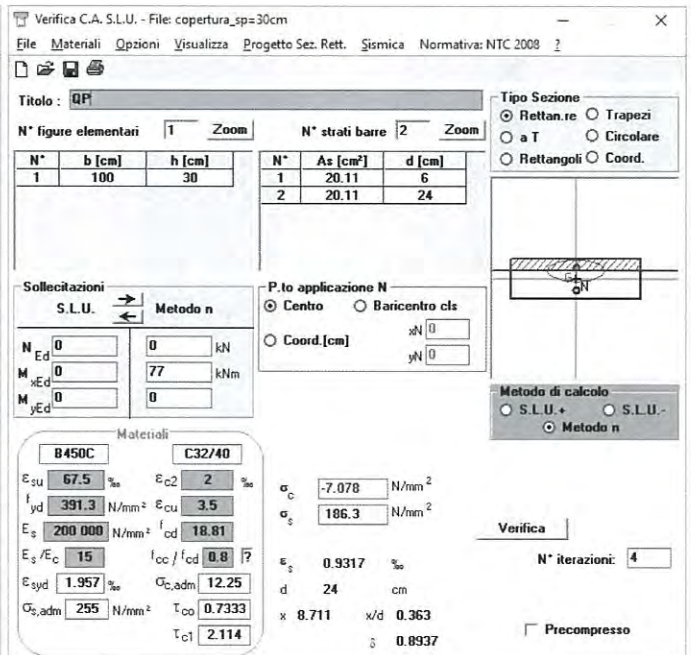 Verifica C.A. S.L.U. - File: copertura_sp=30cm
File Materiali Opzioni Visualizza Progetto Sez. Rett. Sismica Normativa: NTC 2008 ?
Titolo : QP
N° figure elementari 1 Zoom N° strati barre 2 Zoom
Tipo Sezione
Rettan.re Trapezi
a T Circolare
Rettangoli Coord.
N° b [cm] h [cm]
1 100 30
N° As [cm²] d [cm]
1 20.11 6
2 20.11 24
G
N
Sollecitazioni
S.L.U. Metodo n
N Ed 0 0 kN
M xEd 0 77 kNm
M yEd 0 0
P.to applicazione N
Centro Baricentro cls
Coord.[cm] xN 0
yN 0
Metodo di calcolo
S.L.U.+ S.L.U.-
Metodo n
Materiali
B450C C32/40
εsu 67.5 ‰ εc2 2 ‰
fyd 391.3 N/mm² εcu 3.5
Es 200 000 N/mm² fcd 18.81
Es/Ec 15 fcc/fcd 0.8 ?
εsyd 1.957 ‰ σc,adm 12.25
σs,adm 255 N/mm² τco 0.7333
τc1 2.114
σc -7.078 N/mm²
σs 186.3 N/mm²
εs 0.9317 ‰
d 24 cm
x 8.711 x/d 0.363
δ 0.8937
Verifica
N° iterazioni: 4
Precompresso